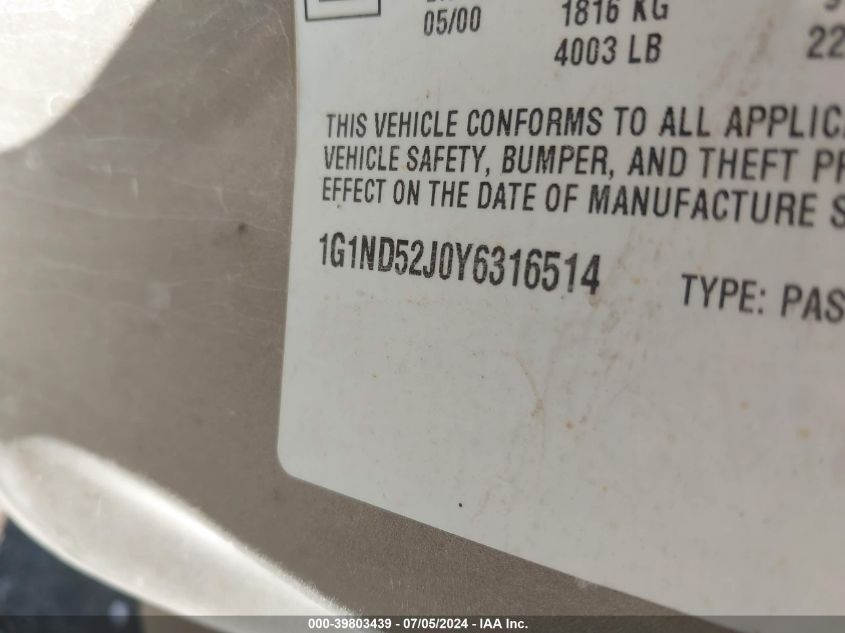 05/00
1816 KG
4003 LB
22
THIS VEHICLE CONFORMS TO ALL APPLIC
VEHICLE SAFETY, BUMPER, AND THEFT PR
EFFECT ON THE DATE OF MANUFACTURE S
1G1ND52J0Y6316514
TYPE: PAS
000-39803439 - 07/05/2024 - IAA Inc.